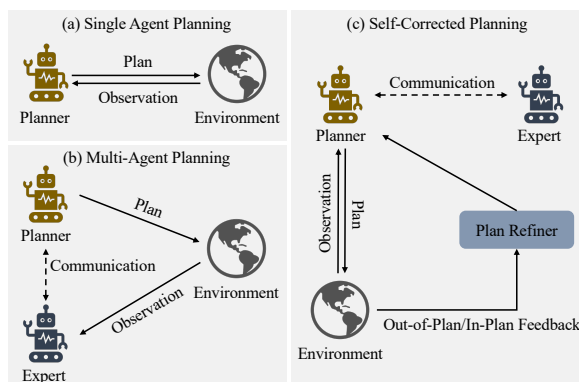 (a) Single Agent Planning
Plan
Observation
Planner
Environment
(b) Multi-Agent Planning
Planner
Plan
Communication
Environment
Observation
Expert
(c) Self-Corrected Planning
Communication
Planner
Expert
Observation
Plan
Plan Refiner
Out-of-Plan/In-Plan Feedback
Environment